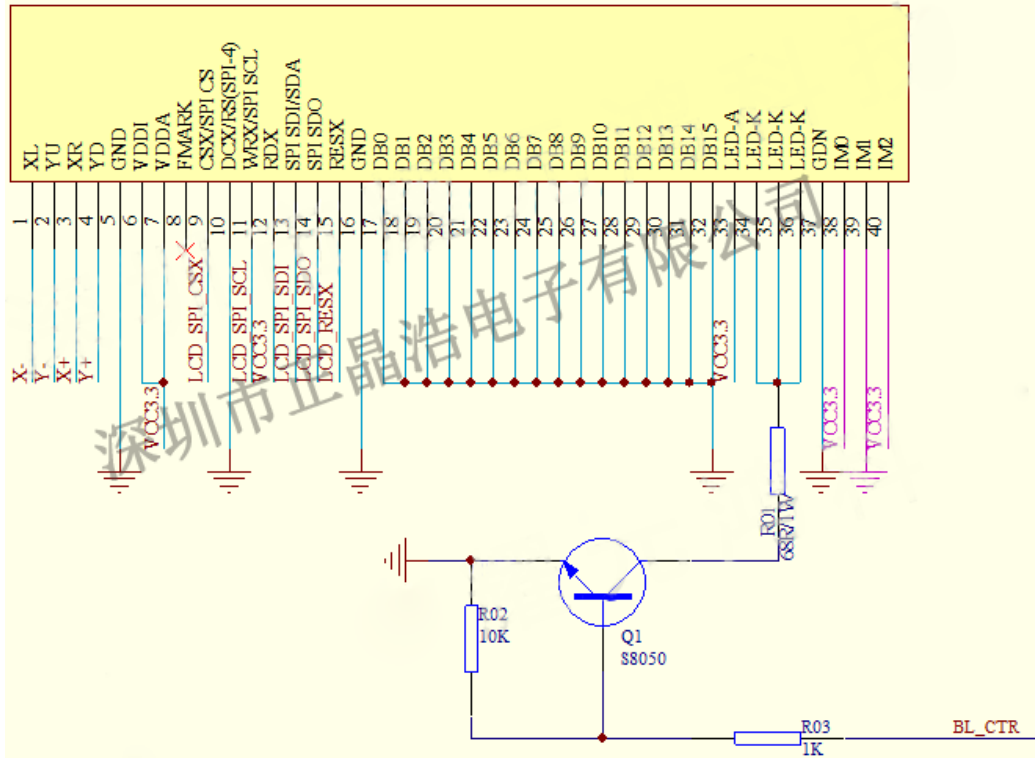 XL
YU
XR
YD
GND
VDDI
VDDA
FMARK
CSX/SPI CS
DCX/RS(SPI-4)
WRX/SPI SCL
RDX
SPI SDI/SDA
SPI SDO
RESX
GND
DB0
DB1
DB2
DB3
DB4
DB5
DB6
DB7
DB8
DB9
DB10
DB11
DB12
DB13
DB14
DB15
LED-A
LED-K
LED-K
LED-K
GDN
IM0
IM1
IM2
1
2
3
4
5
6
7
8
9
10
11
12
13
14
15
16
17
18
19
20
21
22
23
24
25
26
27
28
29
30
31
32
33
34
35
36
37
38
39
40
X-
Y-
X+
Y+
VCC3.3
LCD_SPI_CSX
LCD_SPI_SCL
VCC3.3
LCD_SPI_SDI
LCD_SPI_SDO
LCD_RESX
VCC3.3
VCC3.3
VCC3.3
深圳市正晶浩电子有限公司
R01
68R/1W
R02
10K
Q1
S8050
R03
1K
BL_CTR